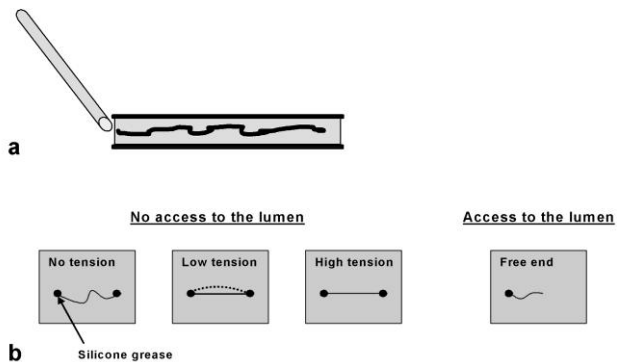 a
No access to the lumen
Access to the lumen
No tension
Low tension
High tension
Free end
b
Silicone grease